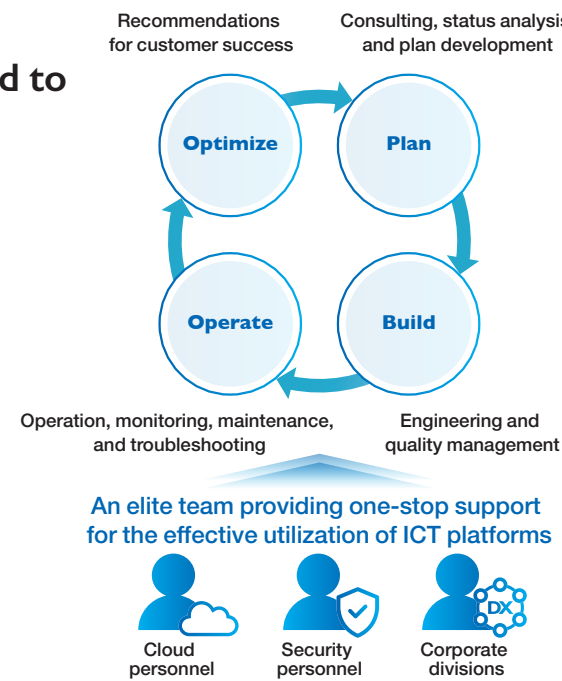 Recommendations
for customer success
Consulting, status analysis
and plan development
d to
Optimize
Plan
Operate
Build
Operation, monitoring, maintenance,
and troubleshooting
Engineering and
quality management
An elite team providing one-stop support
for the effective utilization of ICT platforms
DX
Cloud
personnel
Security
personnel
Corporate
divisions